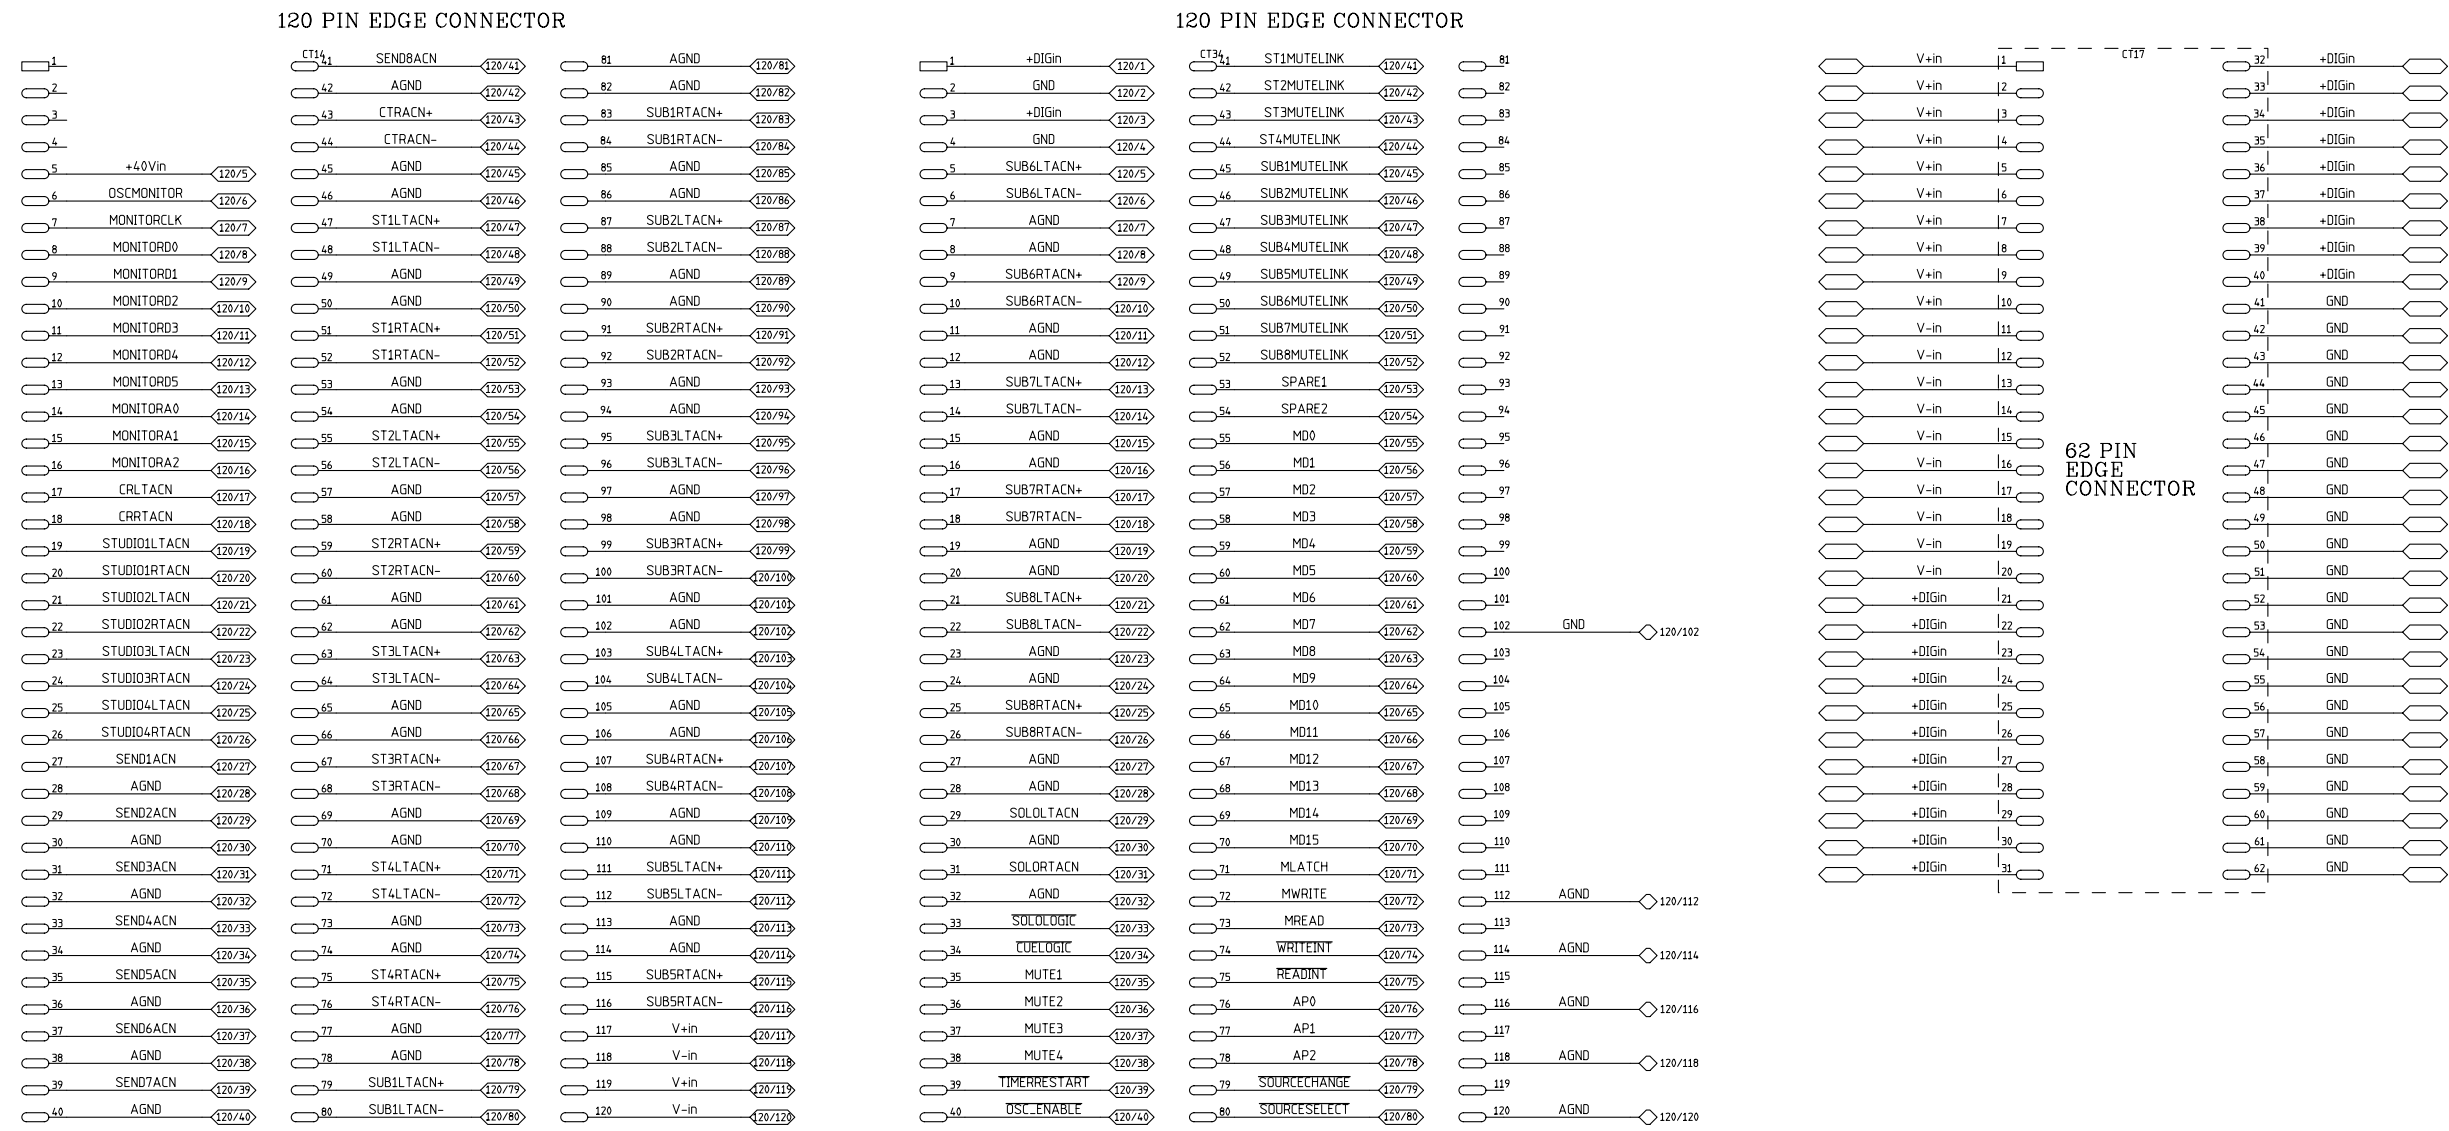 120 PIN EDGE CONNECTOR
1
2
3
4
5 +40Vin 120/5
6 OSCMONITOR 120/6
7 MONITORCLK 120/7
8 MONITORD0 120/8
9 MONITORD1 120/9
10 MONITORD2 120/10
11 MONITORD3 120/11
12 MONITORD4 120/12
13 MONITORD5 120/13
14 MONITORA0 120/14
15 MONITORA1 120/15
16 MONITORA2 120/16
17 CRLTACN 120/17
18 CRRTACN 120/18
19 STUDIO1LTACN 120/19
20 STUDIO1RTACN 120/20
21 STUDIO2LTACN 120/21
22 STUDIO2RTACN 120/22
23 STUDIO3LTACN 120/23
24 STUDIO3RTACN 120/24
25 STUDIO4LTACN 120/25
26 STUDIO4RTACN 120/26
27 SEND1ACN 120/27
28 AGND 120/28
29 SEND2ACN 120/29
30 AGND 120/30
31 SEND3ACN 120/31
32 AGND 120/32
33 SEND4ACN 120/33
34 AGND 120/34
35 SEND5ACN 120/35
36 AGND 120/36
37 SEND6ACN 120/37
38 AGND 120/38
39 SEND7ACN 120/39
40 AGND 120/40
CT14
41 SEND8ACN 120/41
42 AGND 120/42
43 CTRACN+ 120/43
44 CTRACN- 120/44
45 AGND 120/45
46 AGND 120/46
47 ST1LTACN+ 120/47
48 ST1LTACN- 120/48
49 AGND 120/49
50 AGND 120/50
51 ST1RTACN+ 120/51
52 ST1RTACN- 120/52
53 AGND 120/53
54 AGND 120/54
55 ST2LTACN+ 120/55
56 ST2LTACN- 120/56
57 AGND 120/57
58 AGND 120/58
59 ST2RTACN+ 120/59
60 ST2RTACN- 120/60
61 AGND 120/61
62 AGND 120/62
63 ST3LTACN+ 120/63
64 ST3LTACN- 120/64
65 AGND 120/65
66 AGND 120/66
67 ST3RTACN+ 120/67
68 ST3RTACN- 120/68
69 AGND 120/69
70 AGND 120/70
71 ST4LTACN+ 120/71
72 ST4LTACN- 120/72
73 AGND 120/73
74 AGND 120/74
75 ST4RTACN+ 120/75
76 ST4RTACN- 120/76
77 AGND 120/77
78 AGND 120/78
79 SUB1LTACN+ 120/79
80 SUB1LTACN- 120/80
81 AGND 120/81
82 AGND 120/82
83 SUB1RTACN+ 120/83
84 SUB1RTACN- 120/84
85 AGND 120/85
86 AGND 120/86
87 SUB2LTACN+ 120/87
88 SUB2LTACN- 120/88
89 AGND 120/89
90 AGND 120/90
91 SUB2RTACN+ 120/91
92 SUB2RTACN- 120/92
93 AGND 120/93
94 AGND 120/94
95 SUB3LTACN+ 120/95
96 SUB3LTACN- 120/96
97 AGND 120/97
98 AGND 120/98
99 SUB3RTACN+ 120/99
100 SUB3RTACN- 120/100
101 AGND 120/101
102 AGND 120/102
103 SUB4LTACN+ 120/103
104 SUB4LTACN- 120/104
105 AGND 120/105
106 AGND 120/106
107 SUB4RTACN+ 120/107
108 SUB4RTACN- 120/108
109 AGND 120/109
110 AGND 120/110
111 SUB5LTACN+ 120/111
112 SUB5LTACN- 120/112
113 AGND 120/113
114 AGND 120/114
115 SUB5RTACN+ 120/115
116 SUB5RTACN- 120/116
117 V+in 120/117
118 V-in 120/118
119 V+in 120/119
120 V-in 120/120
120 PIN EDGE CONNECTOR
1 +DIGin 120/1
2 GND 120/2
3 +DIGin 120/3
4 GND 120/4
5 SUB6LTACN+ 120/5
6 SUB6LTACN- 120/6
7 AGND 120/7
8 AGND 120/8
9 SUB6RTACN+ 120/9
10 SUB6RTACN- 120/10
11 AGND 120/11
12 AGND 120/12
13 SUB7LTACN+ 120/13
14 SUB7LTACN- 120/14
15 AGND 120/15
16 AGND 120/16
17 SUB7RTACN+ 120/17
18 SUB7RTACN- 120/18
19 AGND 120/19
20 AGND 120/20
21 SUB8LTACN+ 120/21
22 SUB8LTACN- 120/22
23 AGND 120/23
24 AGND 120/24
25 SUB8RTACN+ 120/25
26 SUB8RTACN- 120/26
27 AGND 120/27
28 AGND 120/28
29 SOLOLTACN 120/29
30 AGND 120/30
31 SOLORTACN 120/31
32 AGND 120/32
33 SOLOLOGIC 120/33
34 CUELOGIC 120/34
35 MUTE1 120/35
36 MUTE2 120/36
37 MUTE3 120/37
38 MUTE4 120/38
39 TIMERRESTART 120/39
40 OSC_ENABLE 120/40
CT34
41 ST1MUTELINK 120/41
42 ST2MUTELINK 120/42
43 ST3MUTELINK 120/43
44 ST4MUTELINK 120/44
45 SUB1MUTELINK 120/45
46 SUB2MUTELINK 120/46
47 SUB3MUTELINK 120/47
48 SUB4MUTELINK 120/48
49 SUB5MUTELINK 120/49
50 SUB6MUTELINK 120/50
51 SUB7MUTELINK 120/51
52 SUB8MUTELINK 120/52
53 SPARE1 120/53
54 SPARE2 120/54
55 MD0 120/55
56 MD1 120/56
57 MD2 120/57
58 MD3 120/58
59 MD4 120/59
60 MD5 120/60
61 MD6 120/61
62 MD7 120/62
63 MD8 120/63
64 MD9 120/64
65 MD10 120/65
66 MD11 120/66
67 MD12 120/67
68 MD13 120/68
69 MD14 120/69
70 MD15 120/70
71 MLATCH 120/71
72 MWRITE 120/72
73 MREAD 120/73
74 WRITEINT 120/74
75 READINT 120/75
76 AP0 120/76
77 AP1 120/77
78 AP2 120/78
79 SOURCECHANGE 120/79
80 SOURCESELECT 120/80
81
82
83
84
85
86
87
88
89
90
91
92
93
94
95
96
97
98
99
100
101
102 GND 120/102
103
104
105
106
107
108
109
110
111
112 AGND 120/112
113
114 AGND 120/114
115
116 AGND 120/116
117
118 AGND 120/118
119
120 AGND 120/120
CT17
V+in 1
V+in 2
V+in 3
V+in 4
V+in 5
V+in 6
V+in 7
V+in 8
V+in 9
V+in 10
V-in 11
V-in 12
V-in 13
V-in 14
V-in 15
V-in 16
V-in 17
V-in 18
V-in 19
V-in 20
+DIGin 21
+DIGin 22
+DIGin 23
+DIGin 24
+DIGin 25
+DIGin 26
+DIGin 27
+DIGin 28
+DIGin 29
+DIGin 30
+DIGin 31
62 PIN
EDGE
CONNECTOR
32 +DIGin
33 +DIGin
34 +DIGin
35 +DIGin
36 +DIGin
37 +DIGin
38 +DIGin
39 +DIGin
40 +DIGin
41 GND
42 GND
43 GND
44 GND
45 GND
46 GND
47 GND
48 GND
49 GND
50 GND
51 GND
52 GND
53 GND
54 GND
55 GND
56 GND
57 GND
58 GND
59 GND
60 GND
61 GND
62 GND